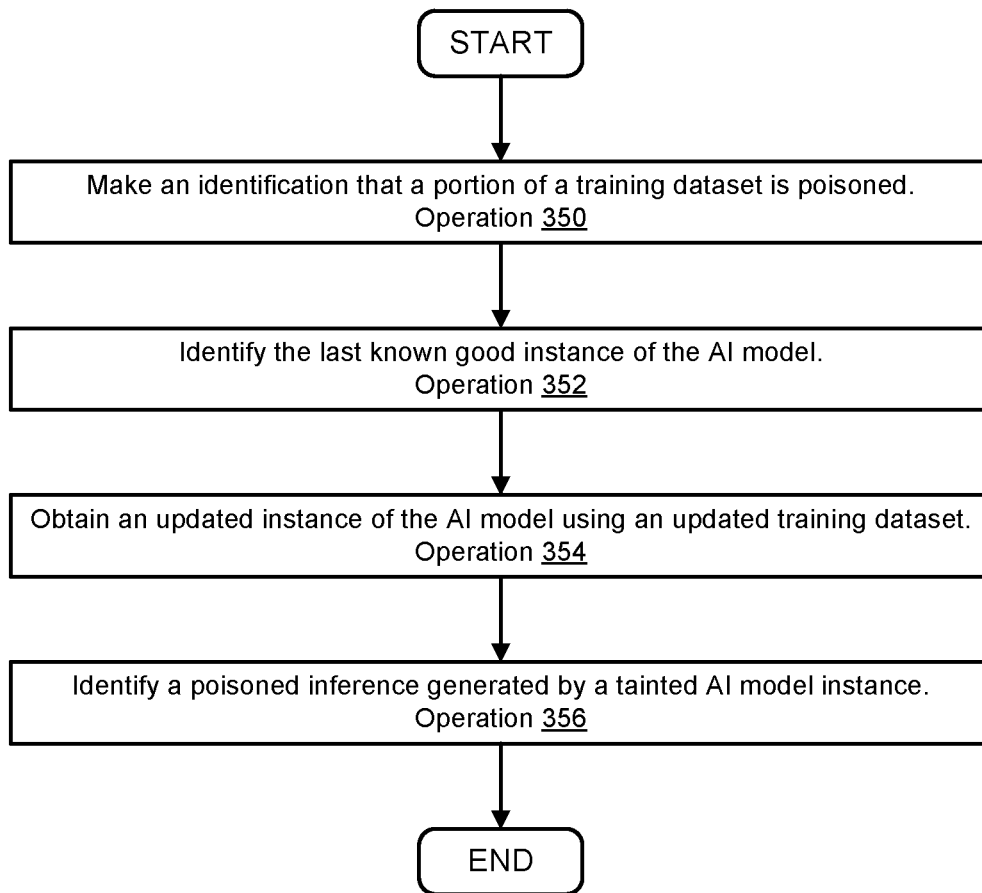 START
Make an identification that a portion of a training dataset is poisoned.
Operation 350
Identify the last known good instance of the AI model.
Operation 352
Obtain an updated instance of the AI model using an updated training dataset.
Operation 354
Identify a poisoned inference generated by a tainted AI model instance.
Operation 356
END